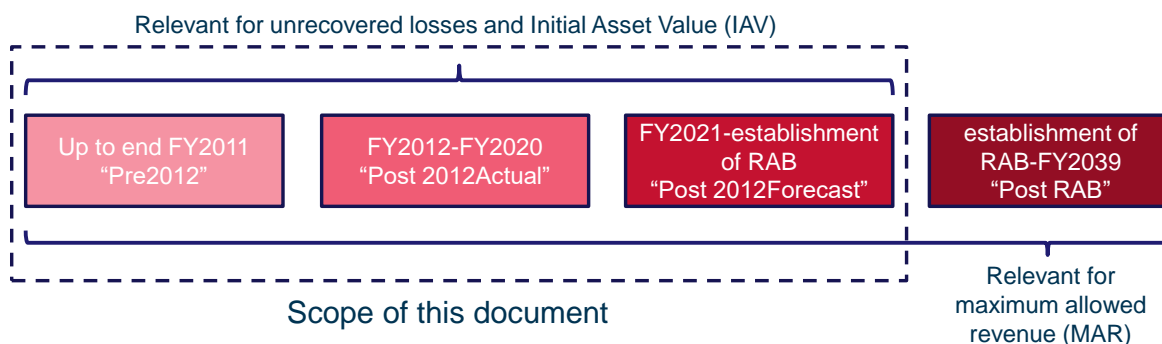 Relevant for unrecovered losses and Initial Asset Value (IAV)
Up to end FY2011
“Pre2012”
FY2012-FY2020
“Post 2012Actual”
FY2021-establishment
of RAB
“Post 2012Forecast”
establishment of
RAB-FY2039
“Post RAB”
Scope of this document
Relevant for
maximum allowed
revenue (MAR)